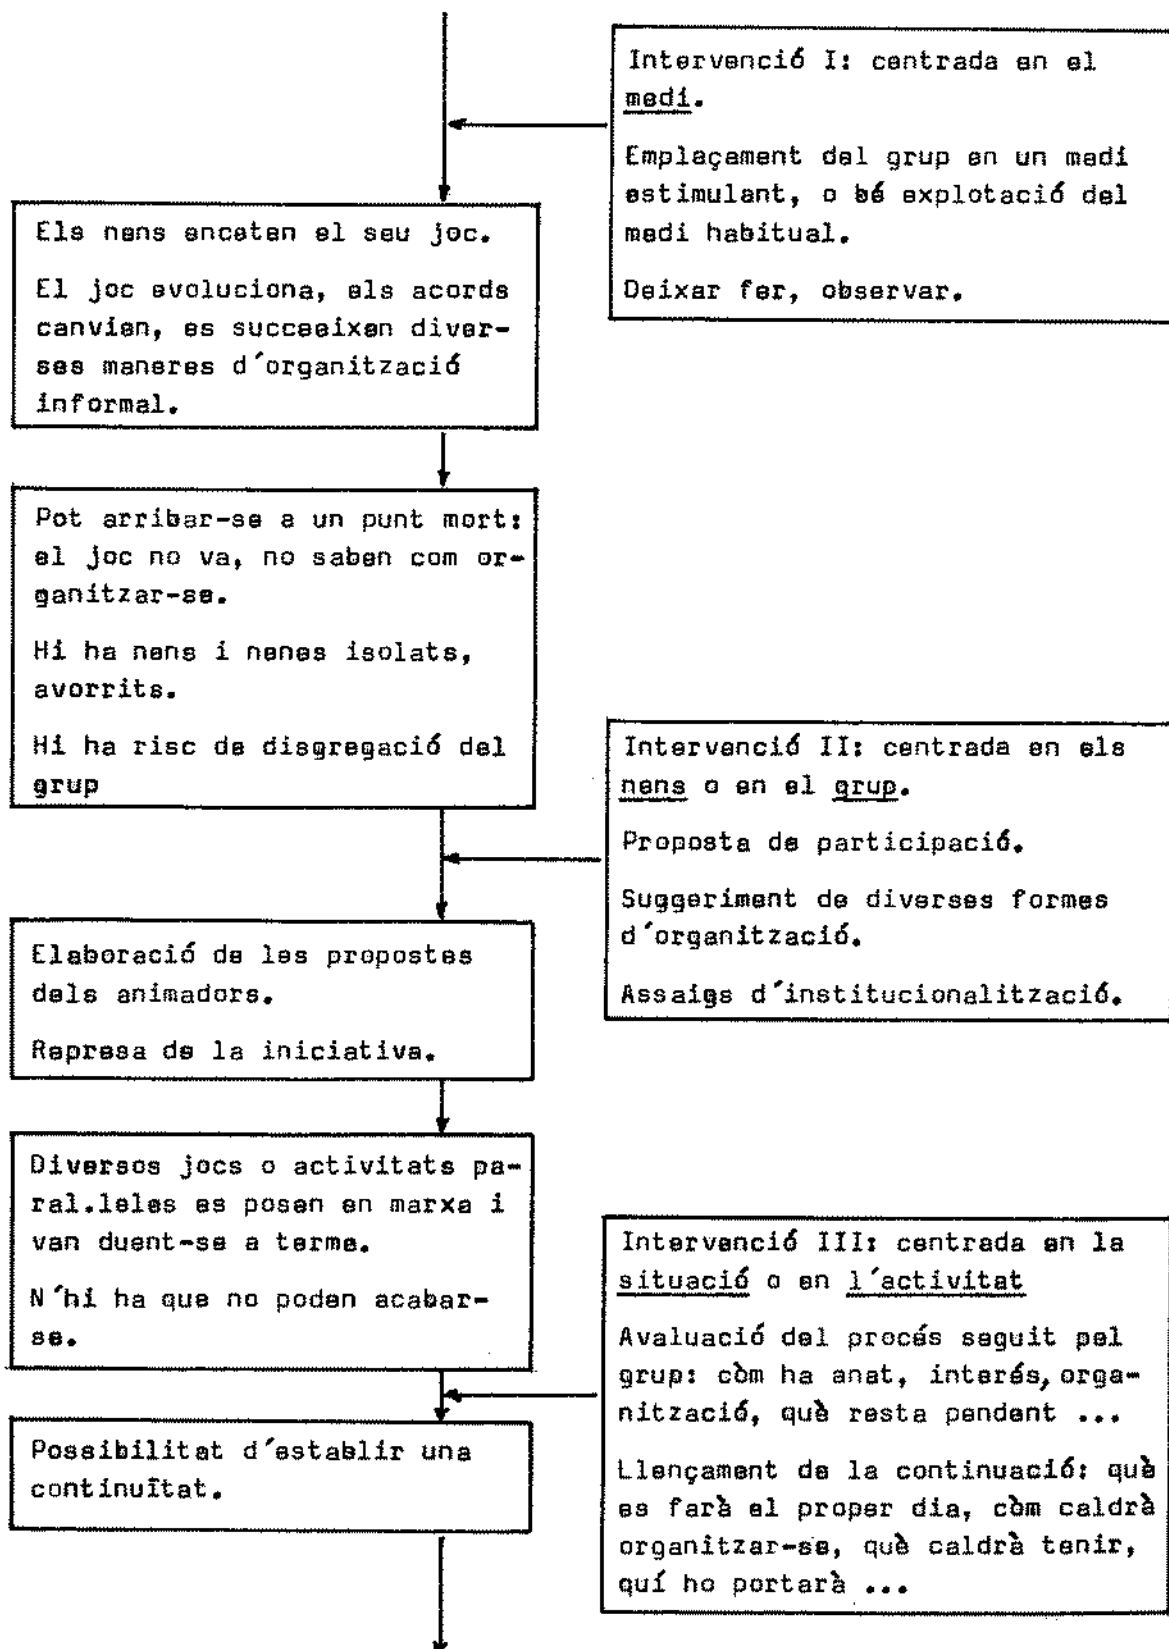 Intervenció I: centrada en el
medi.
Emplaçament del grup en un medi
estimulant, o bé explotació del
medi habitual.
Deixar fer, observar.
Els nens enceten el seu joc.
El joc evoluciona, els acords
canvien, es succeeixen diver-
ses maneres d´organització
informal.
Pot arribar-se a un punt mort:
el joc no va, no saben com or-
ganitzar-se.
Hi ha nens i nenes isolats,
avorrits.
Hi ha risc de disgregació del
grup
Intervenció II: centrada en els
nens o en el grup.
Proposta de participació.
Suggeriment de diverses formes
d´organització.
Assaigs d´institucionalització.
Elaboració de les propostes
dels animadors.
Represa de la iniciativa.
Diversos jocs o activitats pa-
ral.leles es posen en marxa i
van duent-se a terme.
N´hi ha que no poden acabar-
se.
Intervenció III: centrada en la
situació o en l´activitat
Avaluació del procés seguit pel
grup: còm ha anat, interés, orga-
nització, què resta pendent ...
Llençament de la continuació: què
es farà el proper dia, còm caldrà
organitzar-se, què caldrà tenir,
quí ho portarà ...
Possibilitat d´establir una
continuïtat.